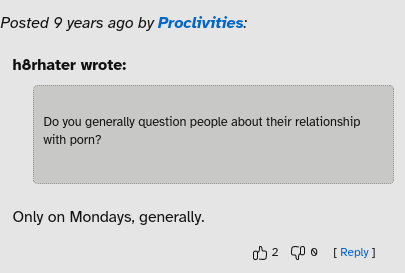 Posted 9 years ago by Proclivities:
h8rhater wrote:
Do you generally question people about their relationship
with porn?
Only on Mondays, generally.
2 0 [ Reply ]